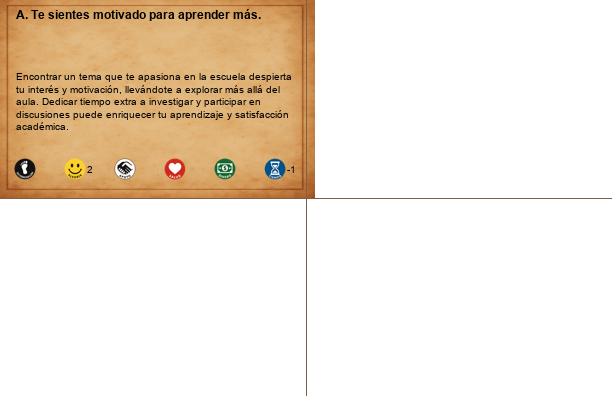 A. Te sientes motivado para aprender más.
Encontrar un tema que te apasiona en la escuela despierta
tu interés y motivación, llevándote a explorar más allá del
aula. Dedicar tiempo extra a investigar y participar en
discusiones puede enriquecer tu aprendizaje y satisfacción
académica.
2 -1